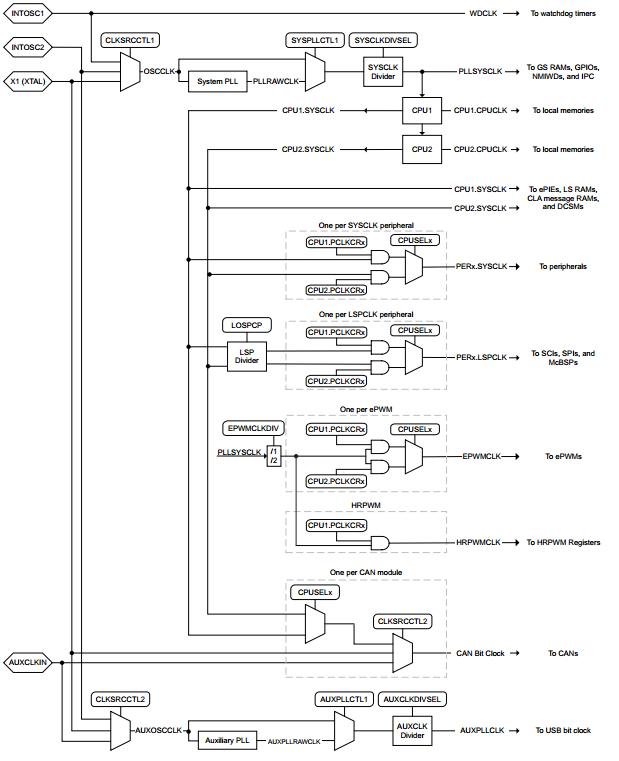 INTOSC1
WDCLK
To watchdog timers
CLKSRCCTL1
SYSPLLCTL1
SYSCLKDIVSEL
INTOSC2
X1 (XTAL)
OSCCLK
System PLL
PLLRAWCLK
SYSCLK
Divider
PLLSYSCLK
To GS RAMs, GPIOs,
NMIWDs, and IPC
CPU1.SYSCLK
CPU1
CPU1.CPUCLK
To local memories
CPU2.SYSCLK
CPU2
CPU2.CPUCLK
To local memories
CPU1.SYSCLK
To ePIEs, LS RAMs,
CLA message RAMs,
and DCSMs
CPU2.SYSCLK
One per SYSCLK peripheral
CPU1.PCLKCRx
CPUSELx
PERx.SYSCLK
To peripherals
CPU2.PCLKCRx
One per LSPCLK peripheral
LOSPCP
CPU1.PCLKCRx
CPUSELx
LSP
Divider
PERx.LSPCLK
To SCIs, SPIs, and
McBSPs
CPU2.PCLKCRx
One per ePWM
EPWMCLKDIV
CPU1.PCLKCRx
CPUSELx
PLLSYSCLK
/1
/2
EPWMCLK
To ePWMs
CPU2.PCLKCRx
HRPWM
CPU1.PCLKCRx
HRPWMCLK
To HRPWM Registers
One per CAN module
CPUSELx
CLKSRCCTL2
CAN Bit Clock
To CANs
AUXCLKIN
CLKSRCCTL2
AUXPLLCTL1
AUXCLKDIVSEL
AUXOSCCLK
Auxiliary PLL
AUXPLLRAWCLK
AUXCLK
Divider
AUXPLLCLK
To USB bit clock